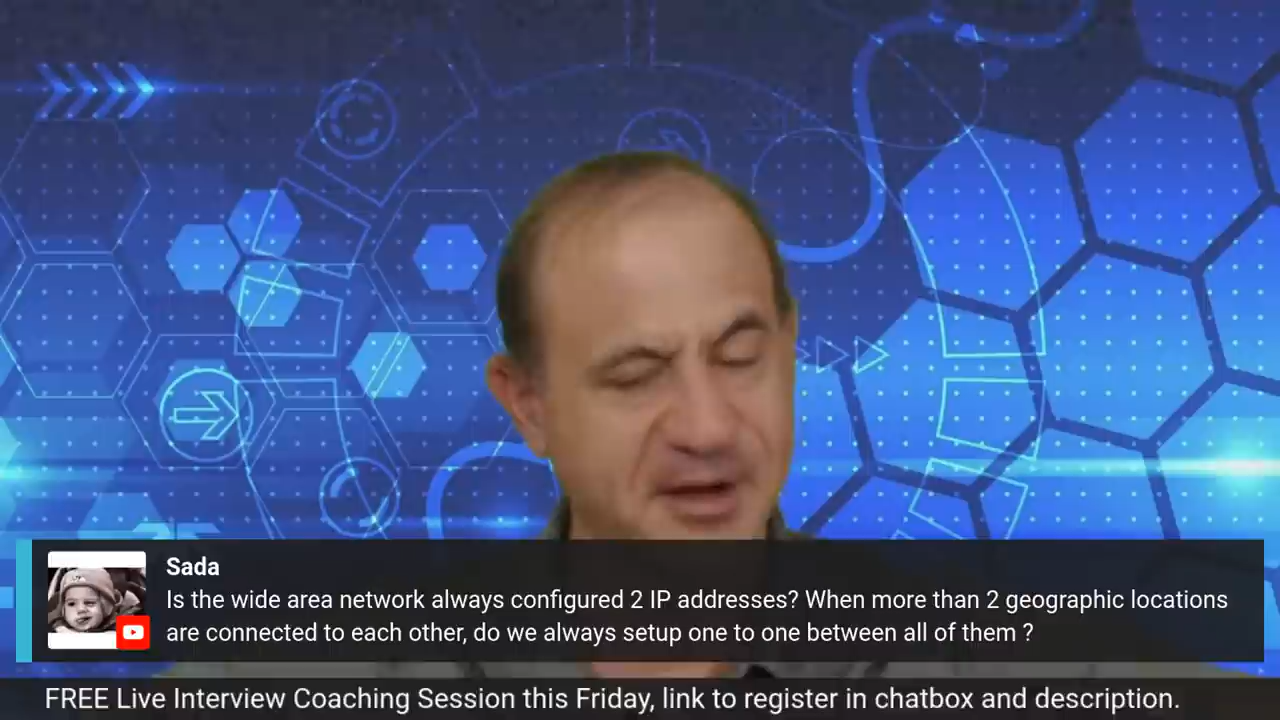 Sada
Is the wide area network always configured 2 IP addresses? When more than 2 geographic locations
are connected to each other, do we always setup one to one between all of them ?
FREE Live Interview Coaching Session this Friday, link to register in chatbox and description.